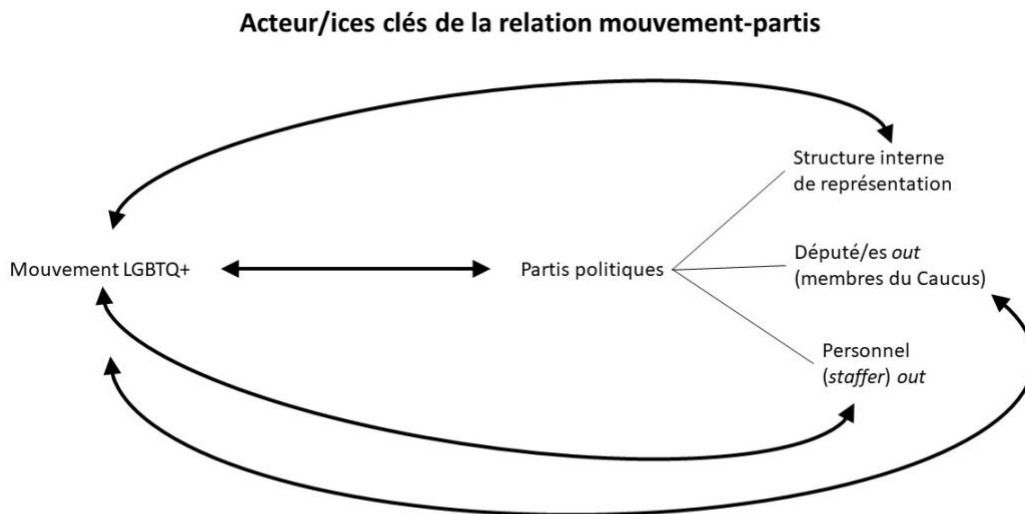 Acteur/ices clés de la relation mouvement-partis
Structure interne
de représentation
Mouvement LGBTQ+
Partis politiques
Député/es out
(membres du Caucus)
Personnel
(staffer) out